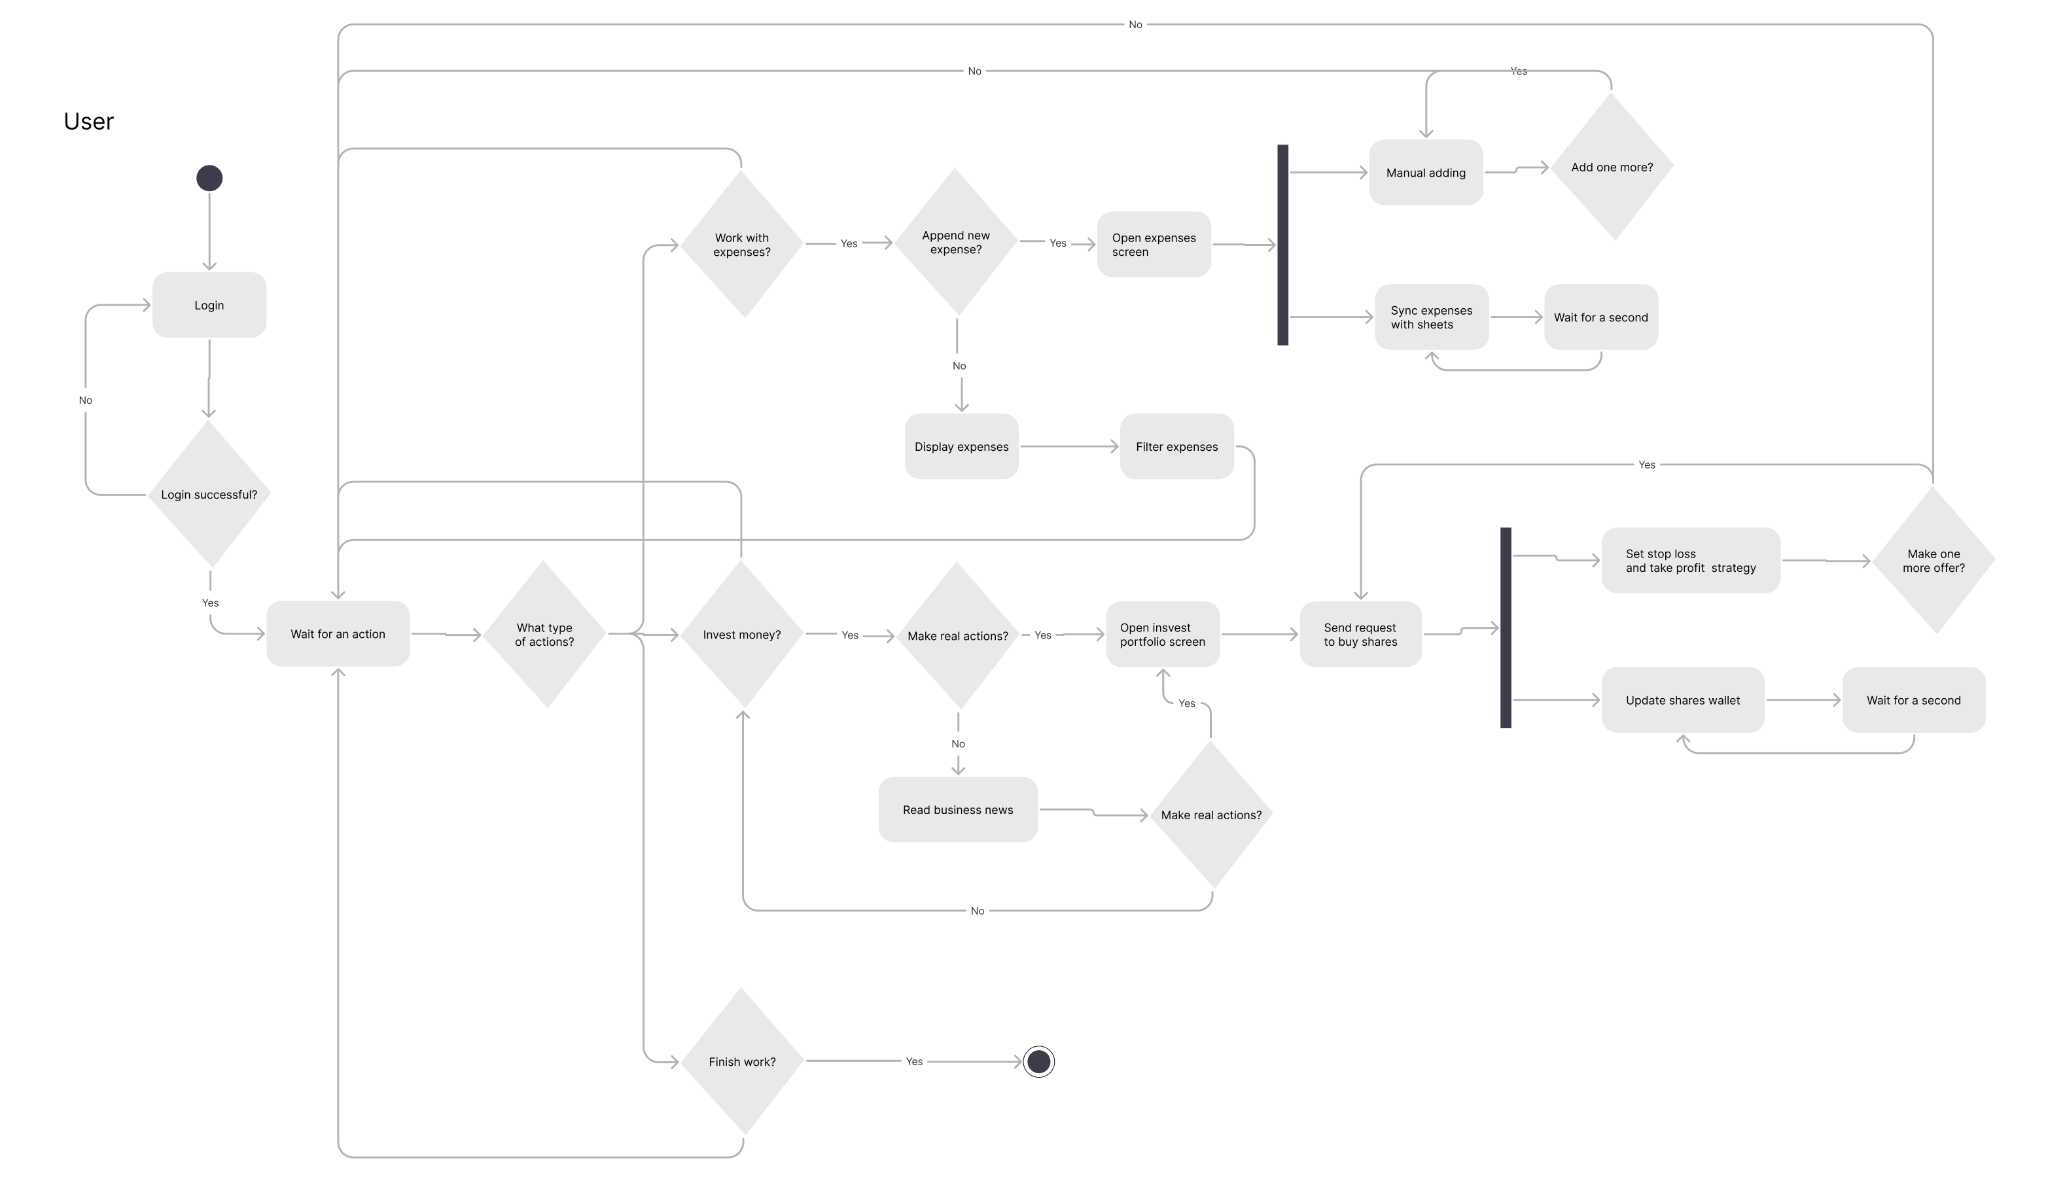 No
No
Yes
User
Add one more?
Manual adding
Work with
expenses?
Yes
Append new
expense?
Yes
Open expenses
screen
Login
Sync expenses
with sheets
Wait for a second
No
No
Display expenses
Filter expenses
Yes
Login successful?
Set stop loss
and take profit  strategy
Make one
more offer?
Yes
Wait for an action
What type
of actions?
Invest money?
Yes
Make real actions?
Yes
Open insvest
portfolio screen
Send request
to buy shares
Yes
Update shares wallet
Wait for a second
No
Read business news
Make real actions?
No
Finish work?
Yes